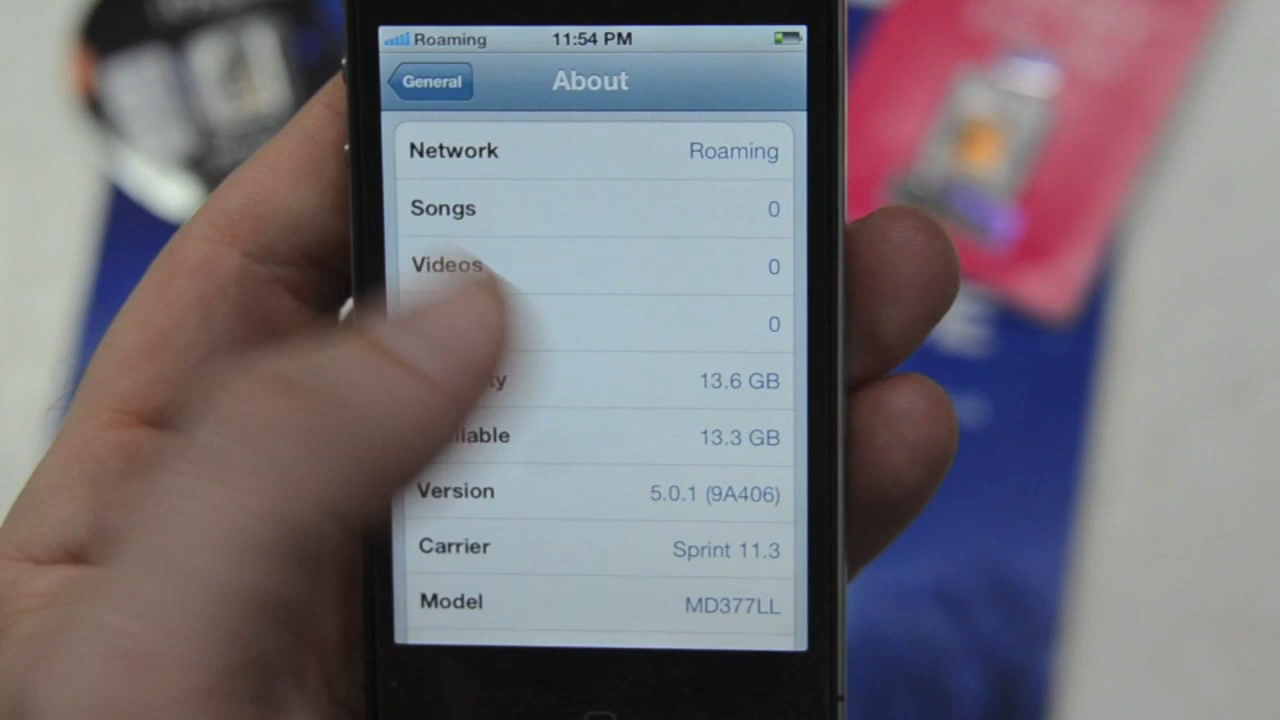 Roaming 11:54 PM
General About
Network Roaming
Songs 0
Videos 0
0
13.6 GB
13.3 GB
Version 5.0.1 (9A406)
Carrier Sprint 11.3
Model MD377LL